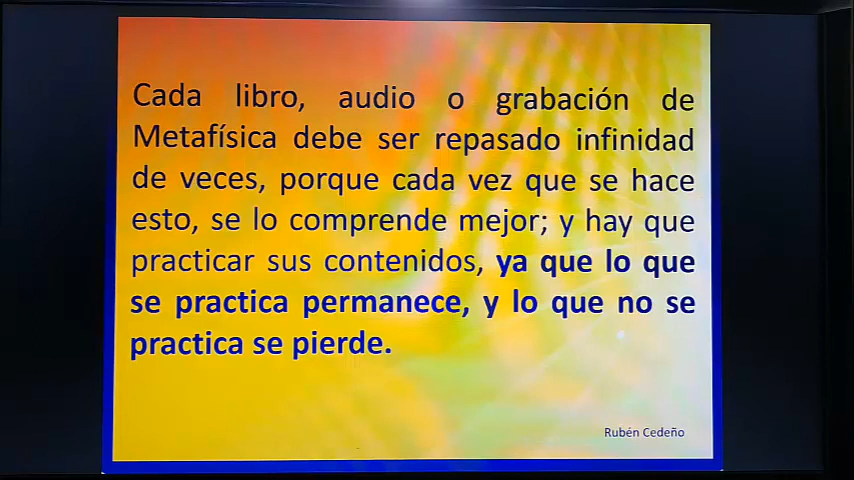 Cada libro, audio o grabación de
Metafísica debe ser repasado infinidad
de veces, porque cada vez que se hace
esto, se lo comprende mejor; y hay que
practicar sus contenidos, ya que lo que
se practica permanece, y lo que no se
practica se pierde.
Rubén Cedeño